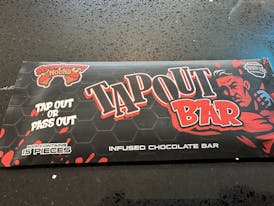 TAP OUT
OR
PASS OUT
TAPOUT
BAR
15 PIECES
INFUSED CHOCOLATE BAR